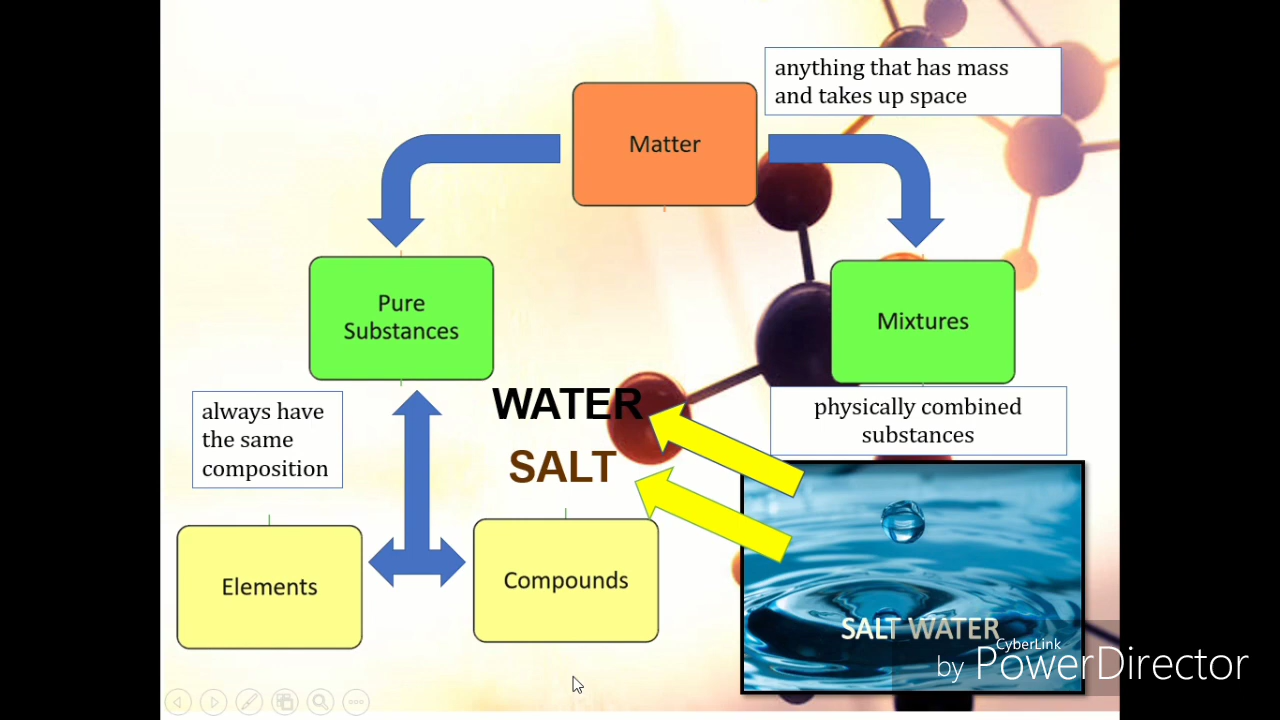 anything that has mass
and takes up space
Matter
Pure
Substances
Mixtures
always have
the same
composition
WATER
SALT
physically combined
substances
Elements
Compounds
SALT WATER
CyberLink
by PowerDirector